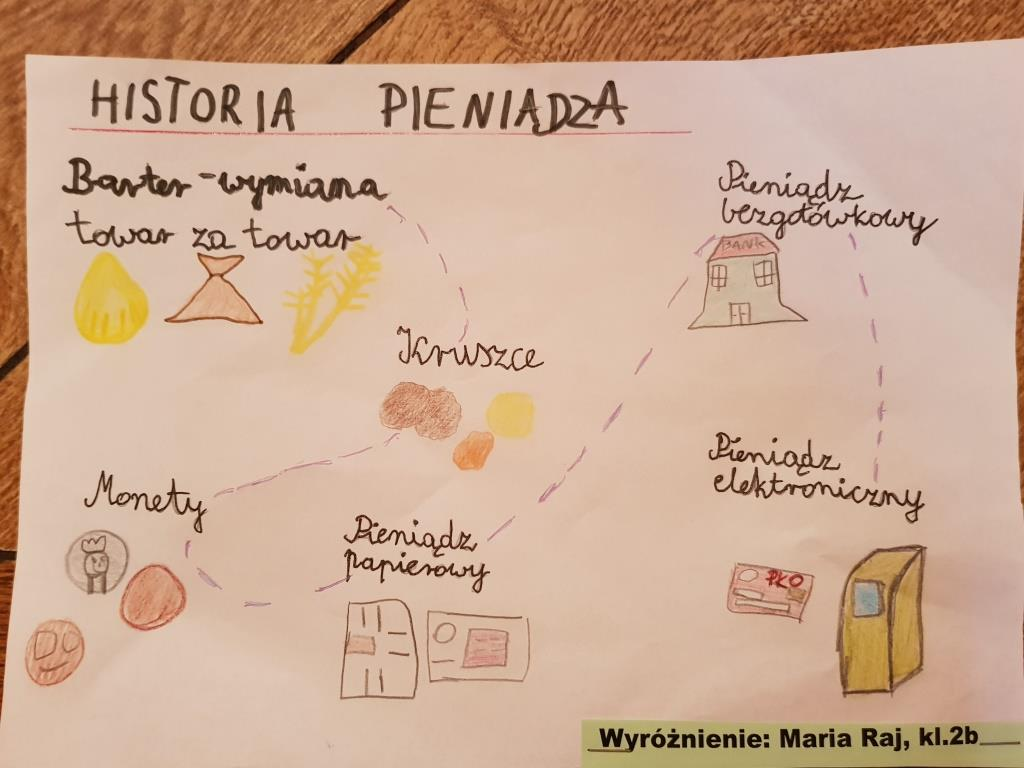 HISTORIA PIENIĄDZA
Barter - wymiana
towar za towar
Kruszce
Monety
Pieniądz
papierowy
Pieniądz
bezgotówkowy
BANK
Pieniądz
elektroniczny
PKO
Wyróżnienie: Maria Raj, kl.2b